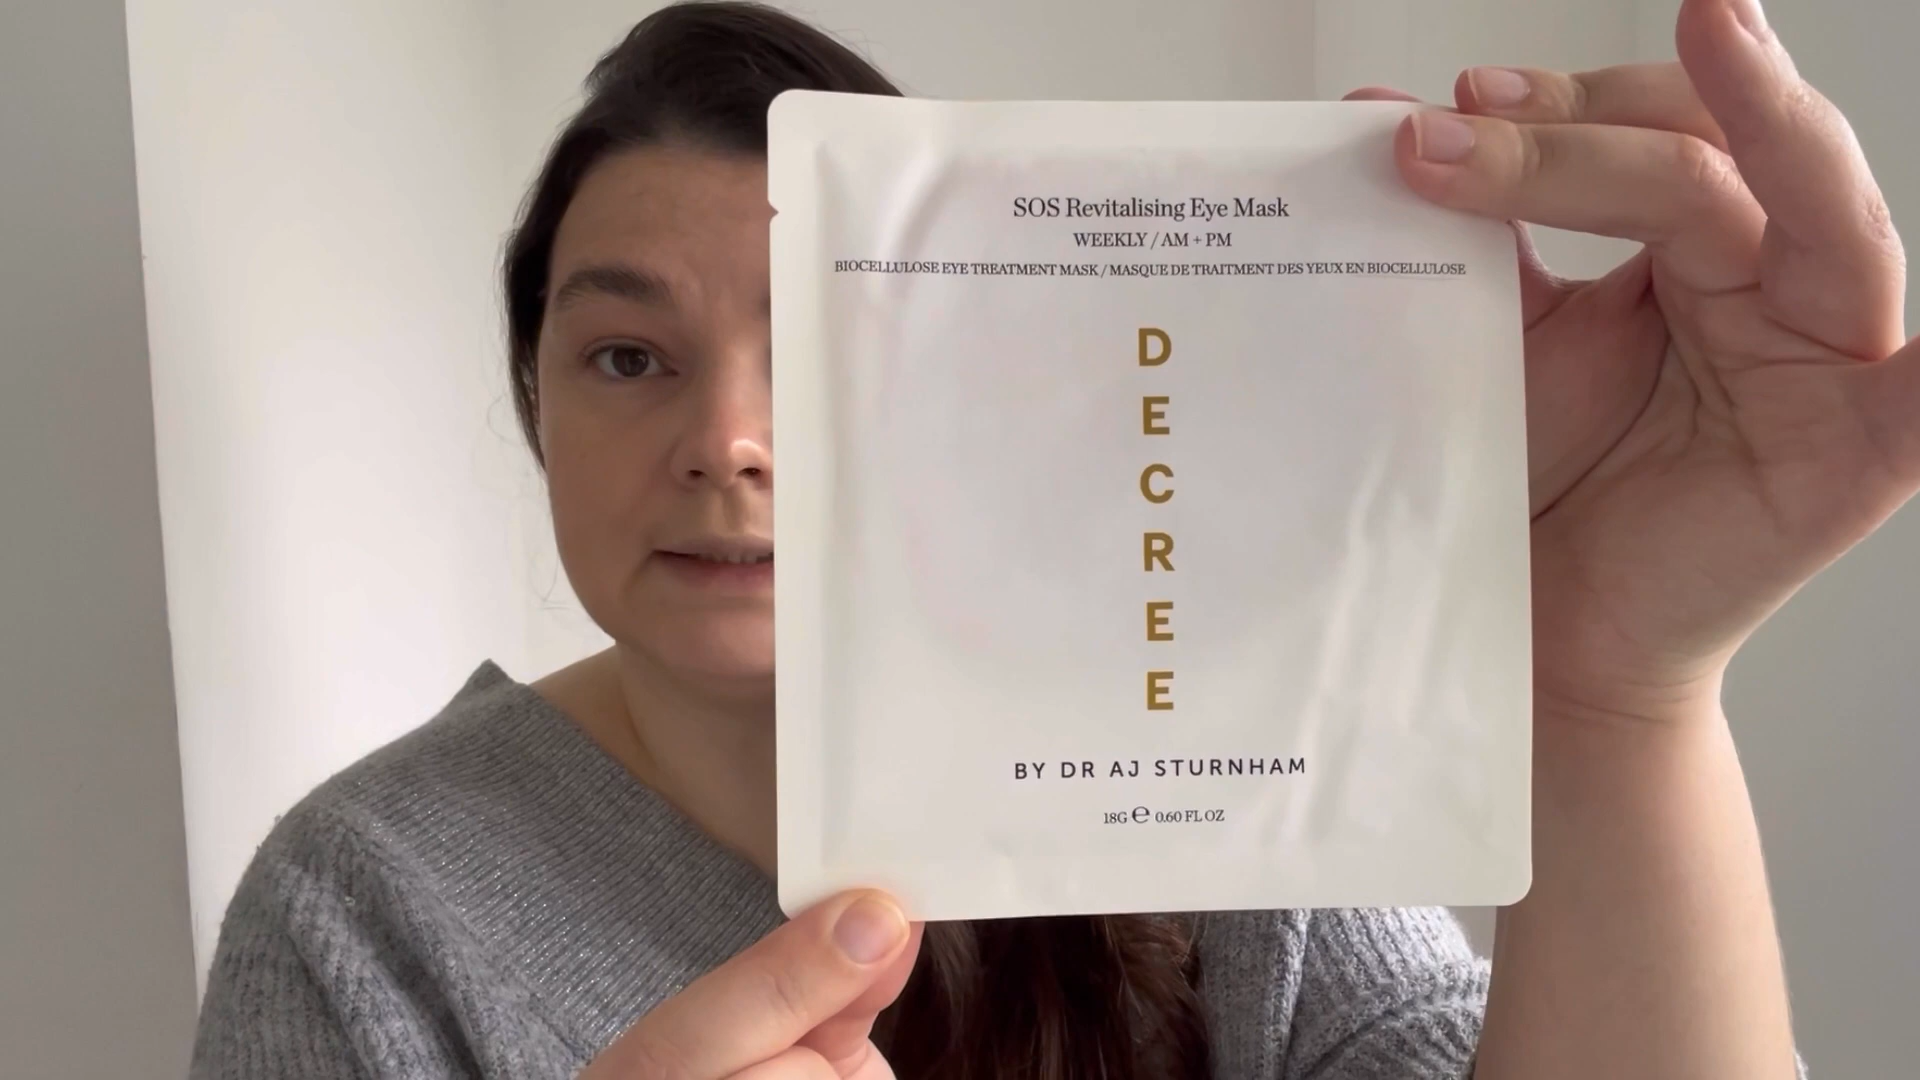 SOS Revitalising Eye Mask
WEEKLY / AM + PM
BIOCELLULOSE EYE TREATMENT MASK / MASQUE DE TRAITMENT DES YEUX EN BIOCELLULOSE
DECREE
BY DR AJ STURNHAM
18G ℮ 0.60 FL OZ